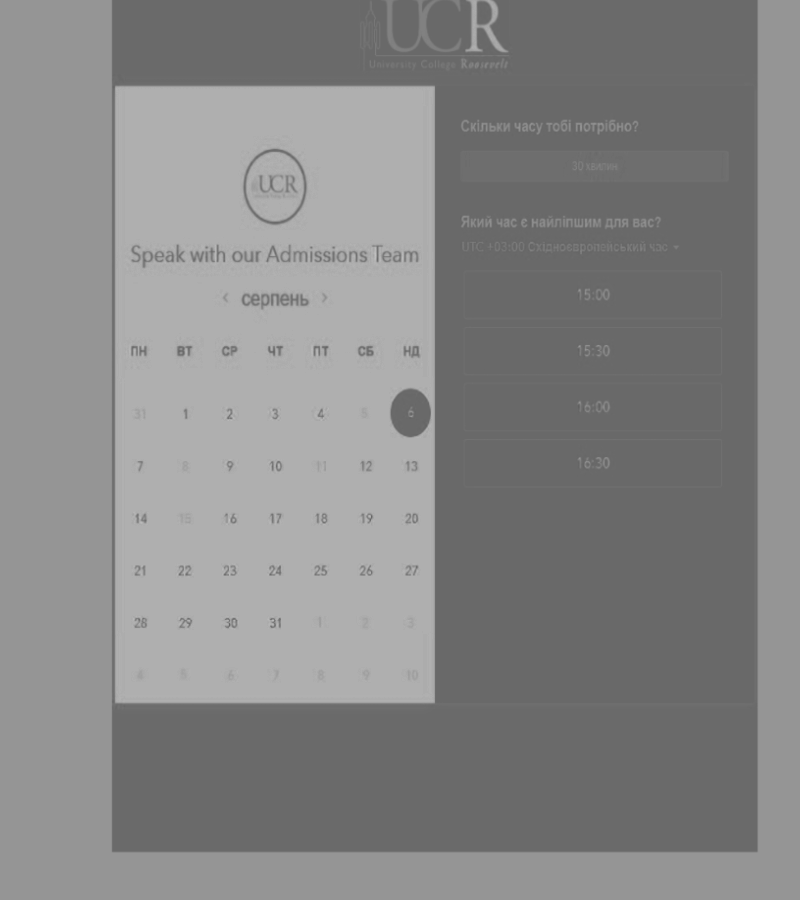 UCR
University College Roosevelt
UCR
Speak with our Admissions Team
< серпень >
ПН ВТ СР ЧТ ПТ СБ НД
31 1 2 3 4 5 6
7 8 9 10 11 12 13
14 15 16 17 18 19 20
21 22 23 24 25 26 27
28 29 30 31 1 2 3
4 5 6 7 8 9 10
Скільки часу тобі потрібно?
30 хвилин
Який час є найліпшим для вас?
UTC +03:00 Східноєвропейський час
15:00
15:30
16:00
16:30